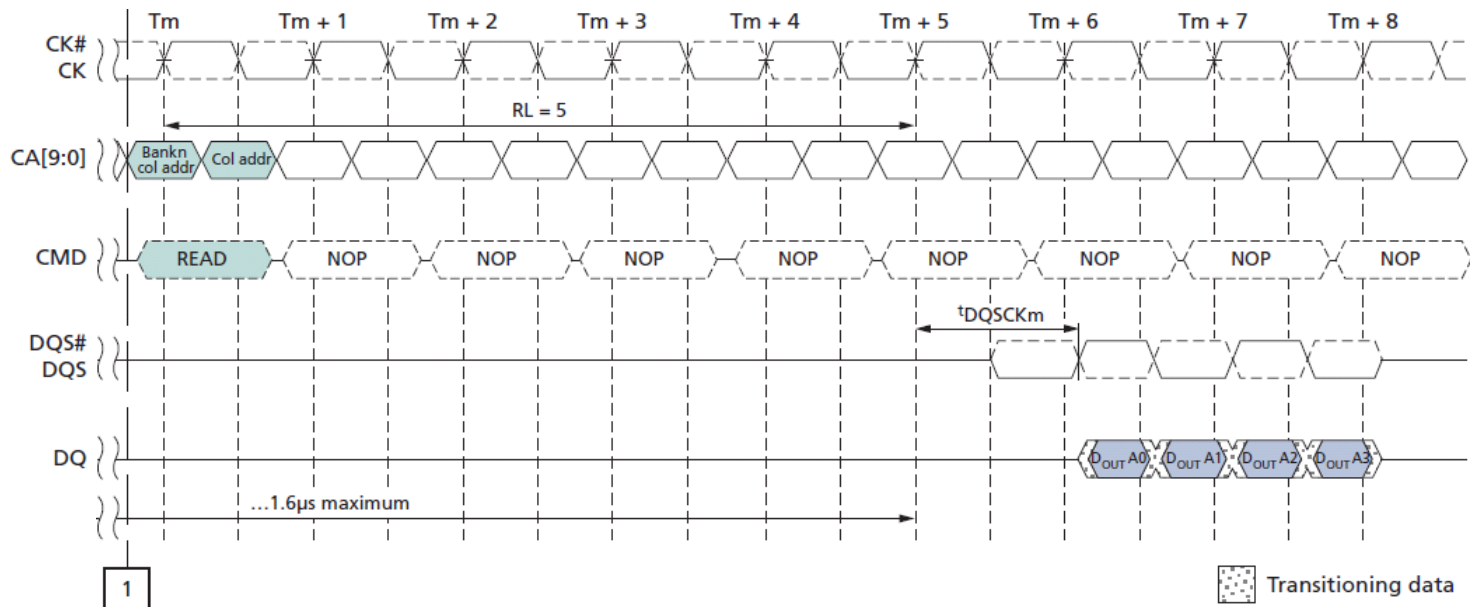 Tm Tm + 1 Tm + 2 Tm + 3 Tm + 4 Tm + 5 Tm + 6 Tm + 7 Tm + 8
CK#
CK
RL = 5
CA[9:0] Bankn col addr Col addr
CMD READ NOP NOP NOP NOP NOP NOP NOP NOP
tDQSCKm
DQS#
DQS
DQ DOUT A0 DOUT A1 DOUT A2 DOUT A3
…1.6µs maximum
1 Transitioning data